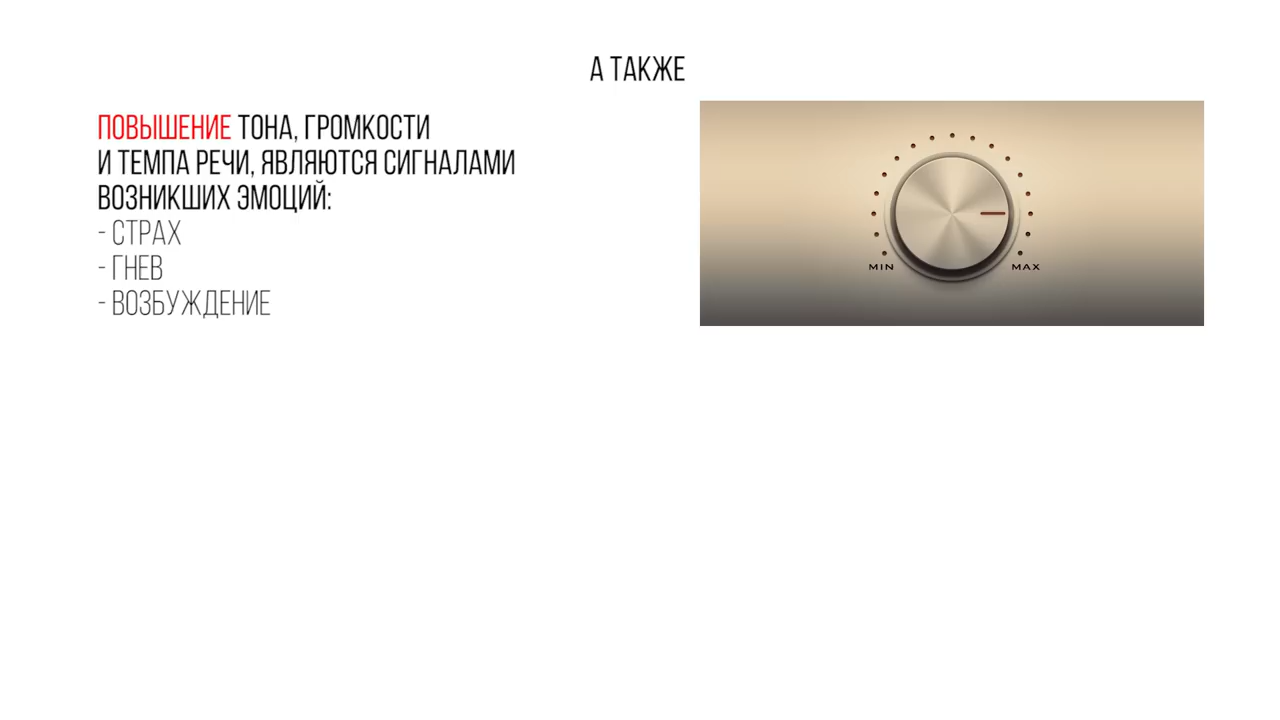 А ТАКЖЕ
ПОВЫШЕНИЕ ТОНА, ГРОМКОСТИ
И ТЕМПА РЕЧИ, ЯВЛЯЮТСЯ СИГНАЛАМИ
ВОЗНИКШИХ ЭМОЦИЙ:
- СТРАХ
- ГНЕВ
- ВОЗБУЖДЕНИЕ
MIN MAX